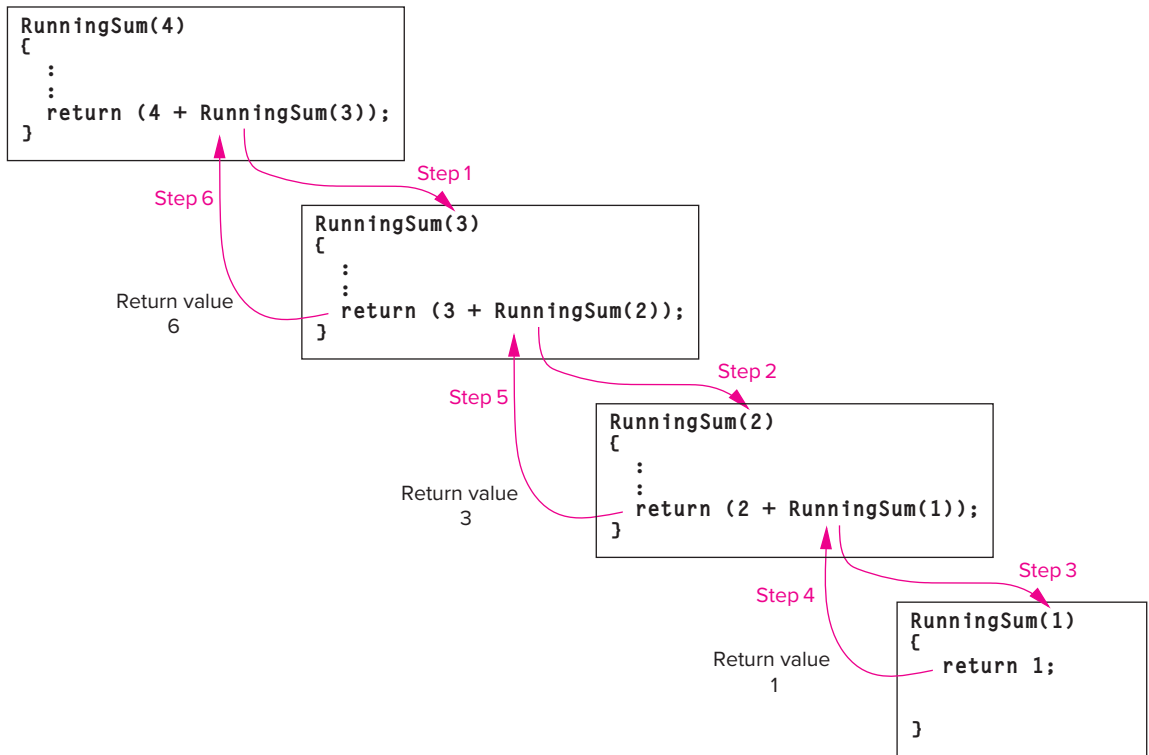 RunningSum(4)
{
:
:
return (4 + RunningSum(3));
}
Step 1
Step 6
RunningSum(3)
{
:
:
return (3 + RunningSum(2));
}
Return value
6
Step 2
Step 5
RunningSum(2)
{
:
:
return (2 + RunningSum(1));
}
Return value
3
Step 3
Step 4
RunningSum(1)
{
return 1;
}
Return value
1